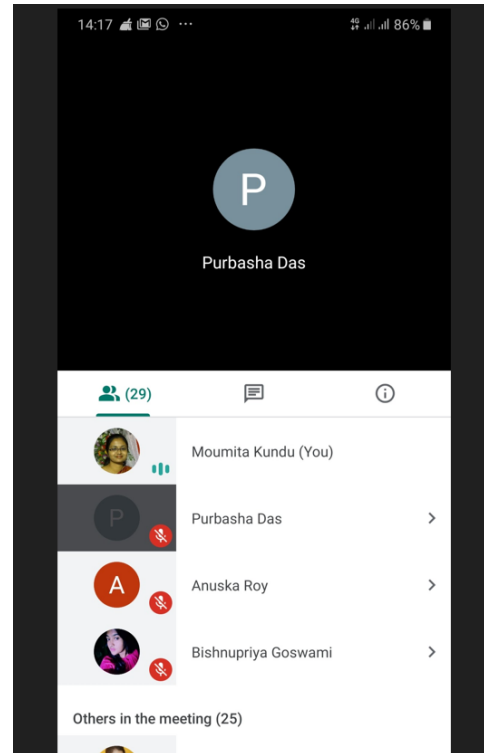 14:17 ... 4G 86%
P
Purbasha Das
(29)
Moumita Kundu (You)
P Purbasha Das
A Anuska Roy
Bishnupriya Goswami
Others in the meeting (25)